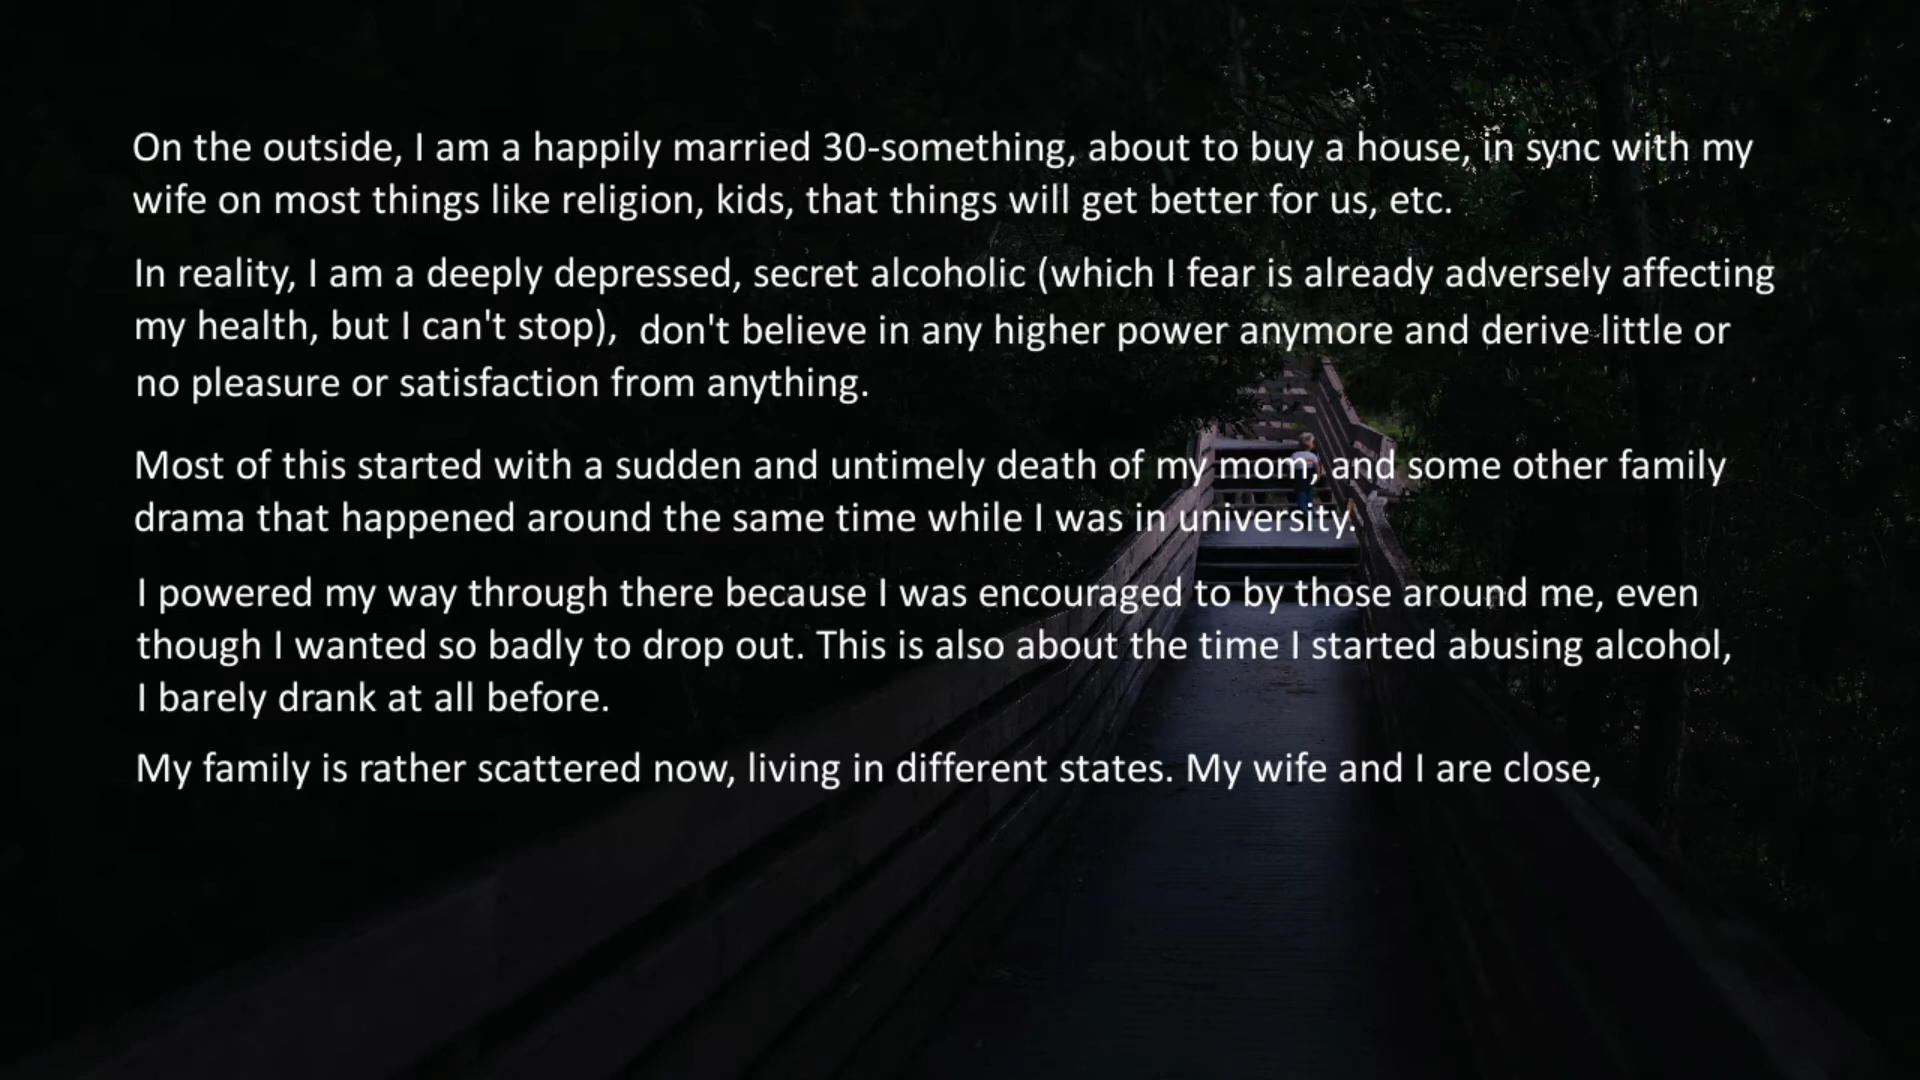 On the outside, I am a happily married 30-something, about to buy a house, in sync with my
wife on most things like religion, kids, that things will get better for us, etc.
In reality, I am a deeply depressed, secret alcoholic (which I fear is already adversely affecting
my health, but I can't stop), don't believe in any higher power anymore and derive little or
no pleasure or satisfaction from anything.
Most of this started with a sudden and untimely death of my mom, and some other family
drama that happened around the same time while I was in university.
I powered my way through there because I was encouraged to by those around me, even
though I wanted so badly to drop out. This is also about the time I started abusing alcohol,
I barely drank at all before.
My family is rather scattered now, living in different states. My wife and I are close,